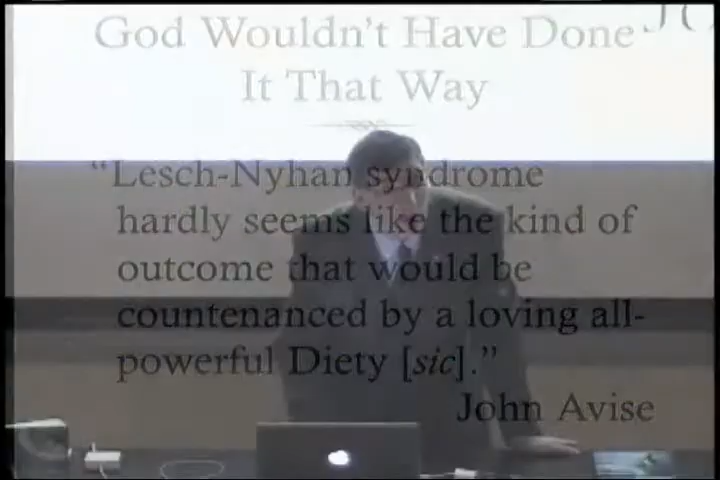 God Wouldn't Have Done
It That Way
"Lesch-Nyhan syndrome
hardly seems like the kind of
outcome that would be
countenanced by a loving all-
powerful Diety [sic]."
John Avise